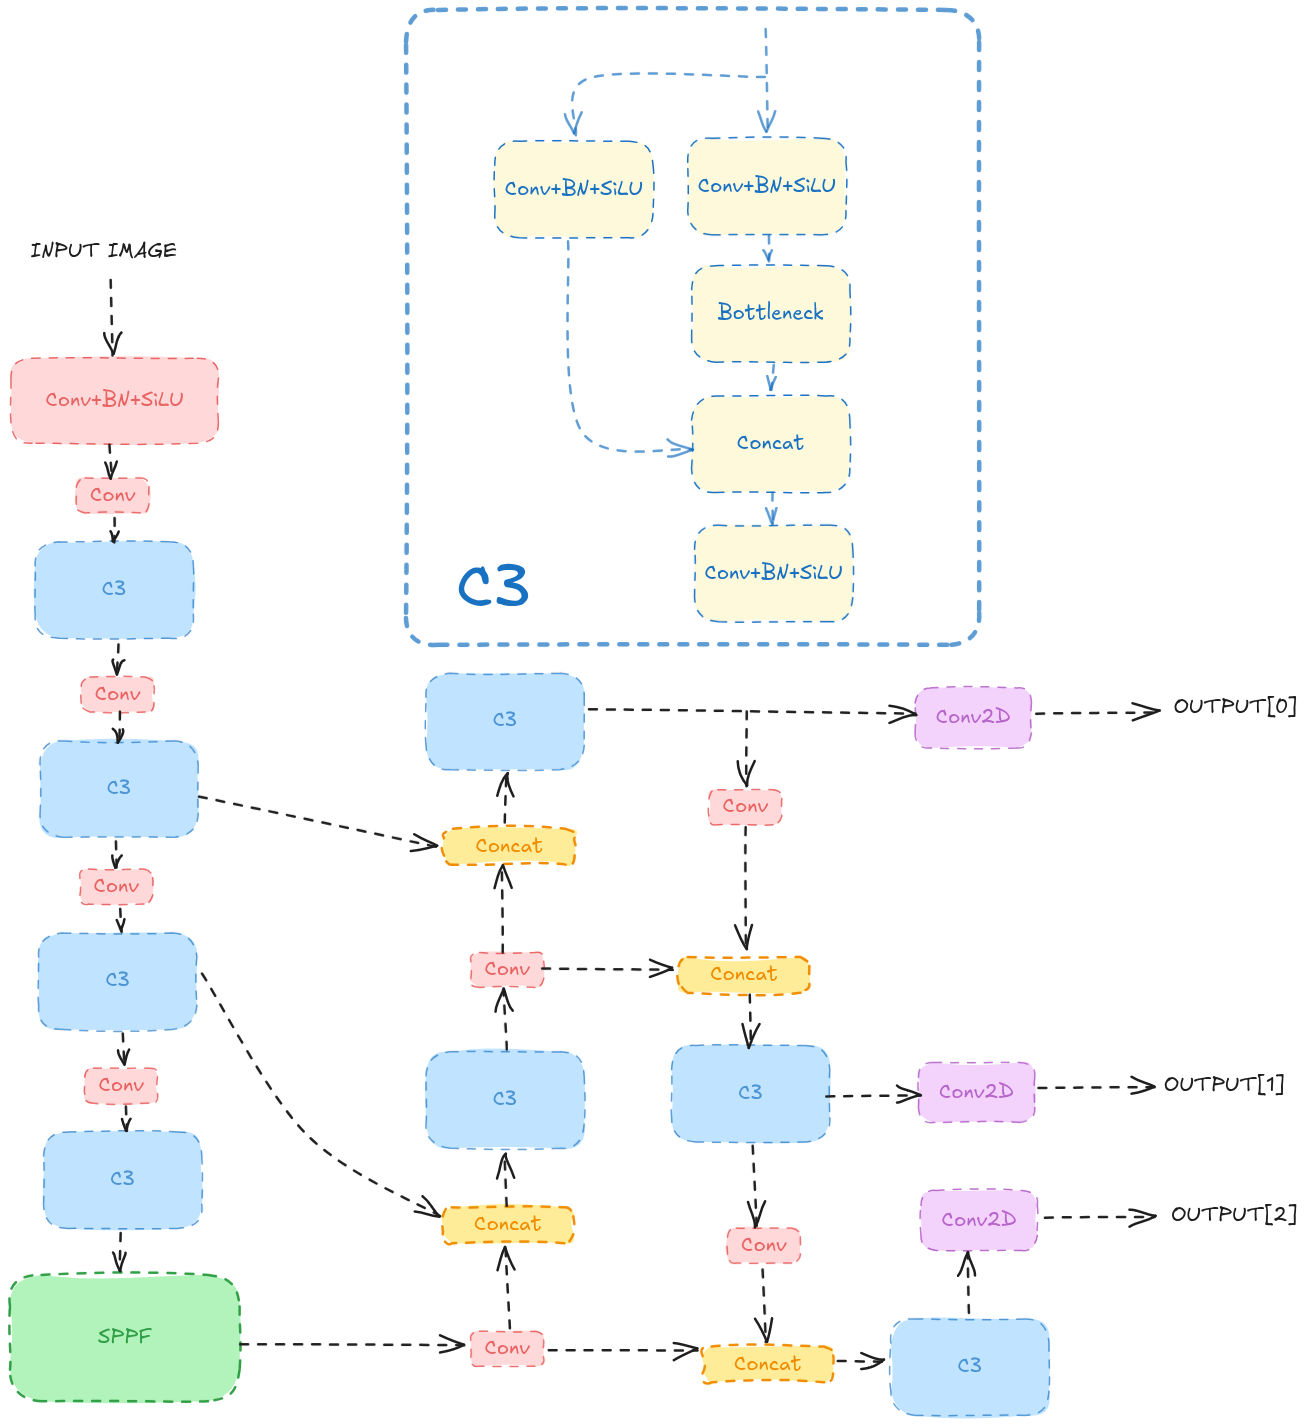 Conv+BN+SiLU
Conv+BN+SiLU
Bottleneck
Concat
Conv+BN+SiLU
C3
INPUT IMAGE
Conv+BN+SiLU
Conv
C3
Conv
C3
Conv
C3
Conv
C3
SPPF
C3
Concat
Conv
C3
Concat
Conv
Conv
Concat
C3
Conv
Concat
Conv2D
OUTPUT[0]
Conv2D
OUTPUT[1]
Conv2D
OUTPUT[2]
C3